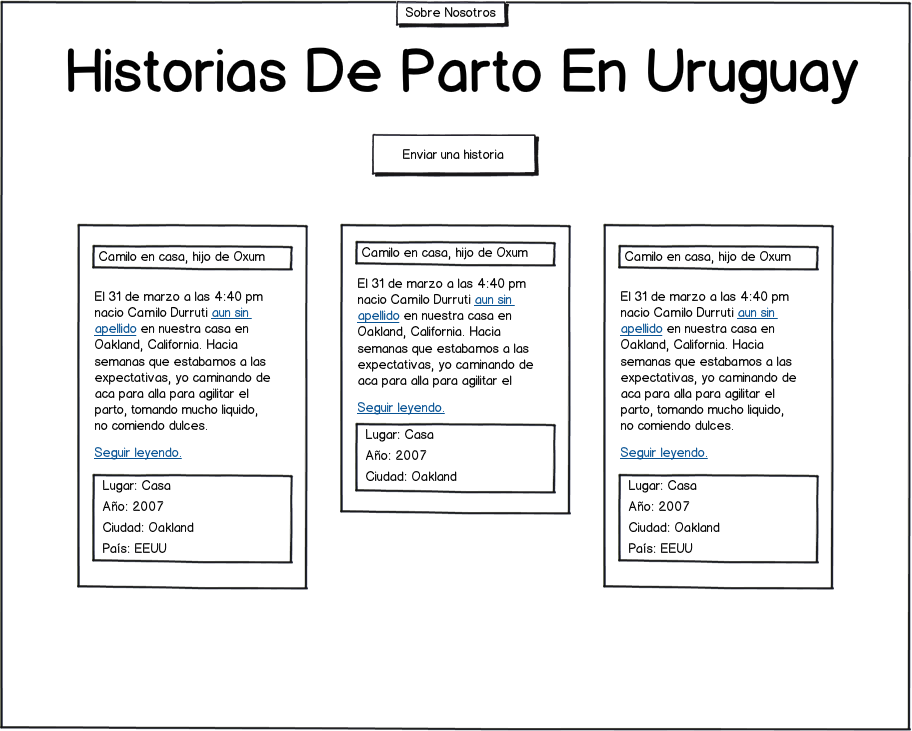 Sobre Nosotros
Historias De Parto En Uruguay
Enviar una historia
Camilo en casa, hijo de Oxum
El 31 de marzo a las 4:40 pm
nacio Camilo Durruti aun sin
apellido en nuestra casa en
Oakland, California. Hacia
semanas que estabamos a las
expectativas, yo caminando de
aca para alla para agilitar el
parto, tomando mucho liquido,
no comiendo dulces.
Seguir leyendo.
Lugar: Casa
Año: 2007
Ciudad: Oakland
País: EEUU
Camilo en casa, hijo de Oxum
El 31 de marzo a las 4:40 pm
nacio Camilo Durruti aun sin
apellido en nuestra casa en
Oakland, California. Hacia
semanas que estabamos a las
expectativas, yo caminando de
aca para alla para agilitar el
Seguir leyendo.
Lugar: Casa
Año: 2007
Ciudad: Oakland
Camilo en casa, hijo de Oxum
El 31 de marzo a las 4:40 pm
nacio Camilo Durruti aun sin
apellido en nuestra casa en
Oakland, California. Hacia
semanas que estabamos a las
expectativas, yo caminando de
aca para alla para agilitar el
parto, tomando mucho liquido,
no comiendo dulces.
Seguir leyendo.
Lugar: Casa
Año: 2007
Ciudad: Oakland
País: EEUU